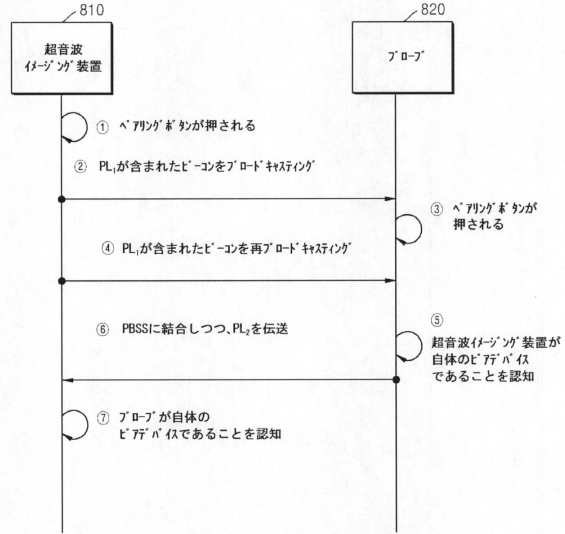 810
820
超音波
ｲﾒｰｼﾞﾝｸﾞ装置
ﾌﾟﾛｰﾌﾞ
① ﾍﾟｱﾘﾝｸﾞﾎﾞﾀﾝが押される
② PL₁が含まれたﾋﾞｰｺﾝをﾌﾞﾛｰﾄﾞｷｬｽﾃｨﾝｸﾞ
③ ﾍﾟｱﾘﾝｸﾞﾎﾞﾀﾝが
押される
④ PL₁が含まれたﾋﾞｰｺﾝを再ﾌﾞﾛｰﾄﾞｷｬｽﾃｨﾝｸﾞ
⑤
超音波ｲﾒｰｼﾞﾝｸﾞ装置が
自体のﾋﾟｱﾃﾞﾊﾞｲｽ
であることを認知
⑥ PBSSに結合しつつ、PL₂を伝送
⑦ ﾌﾟﾛｰﾌﾞが自体の
ﾋﾟｱﾃﾞﾊﾞｲｽであることを認知